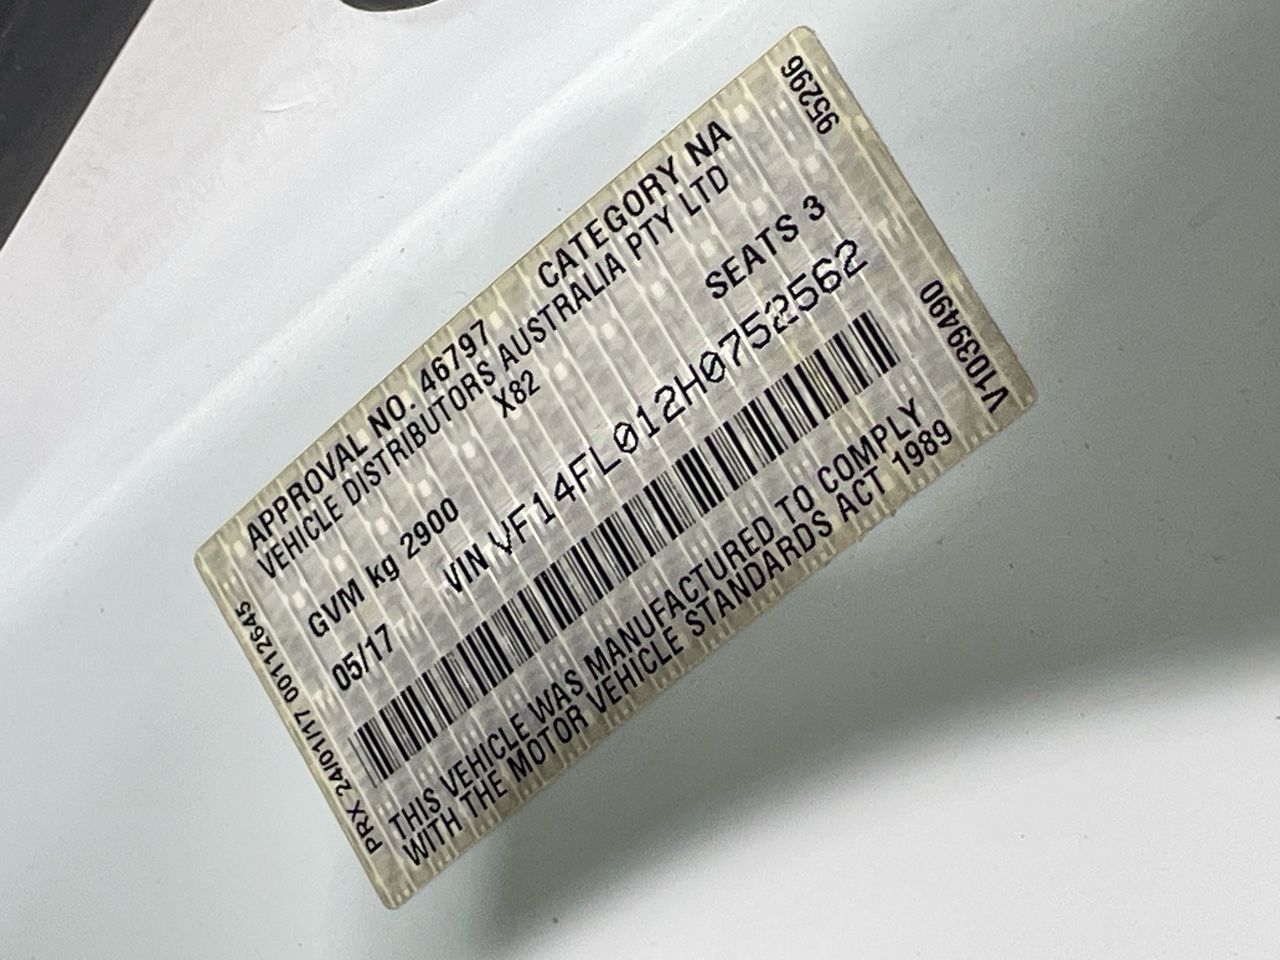 APPROVAL NO. 46797 CATEGORY NA
VEHICLE DISTRIBUTORS AUSTRALIA PTY LTD
X82
GVM kg 2900 SEATS 3
05/17 VIN VF14FL012H0752562
THIS VEHICLE WAS MANUFACTURED TO COMPLY
WITH THE MOTOR VEHICLE STANDARDS ACT 1989
PRX 24/01/17 00112645
V1039490 95296